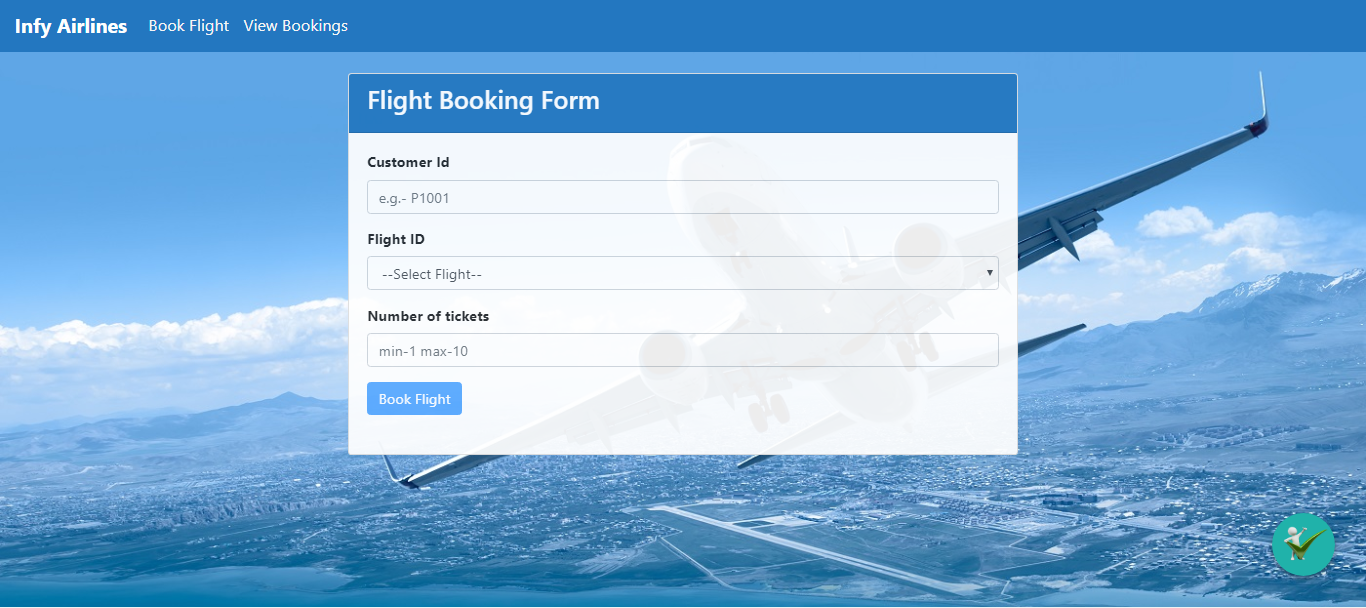 Infy Airlines Book Flight View Bookings
Flight Booking Form
Customer Id
e.g.- P1001
Flight ID
--Select Flight--
Number of tickets
min-1 max-10
Book Flight